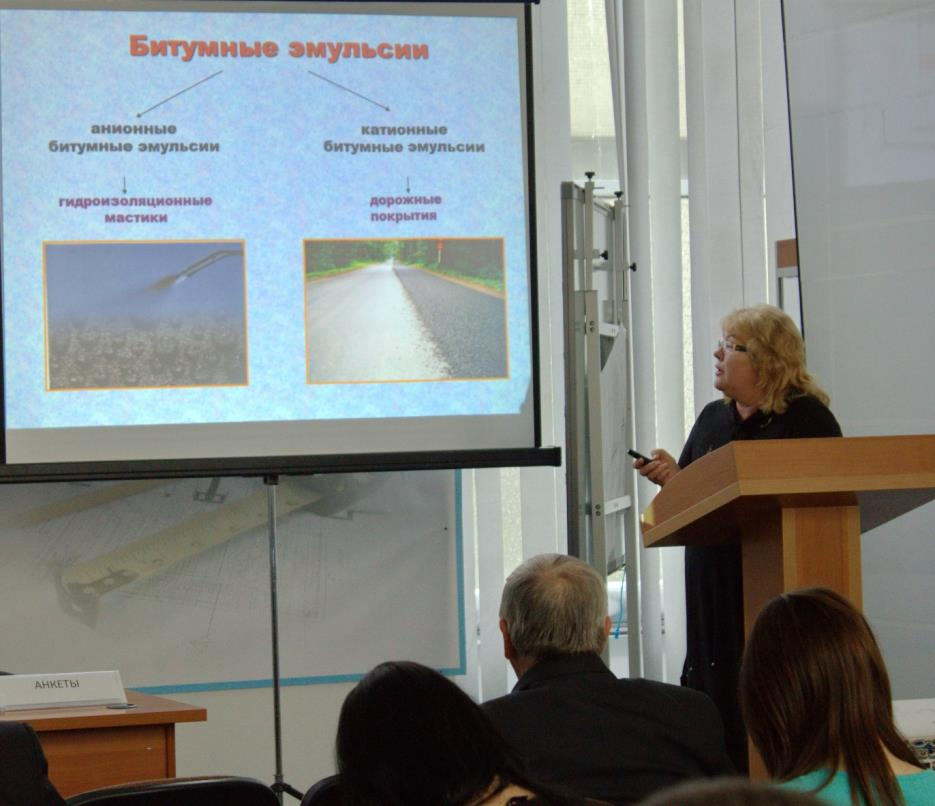 Битумные эмульсии
анионные
битумные эмульсии
катионные
битумные эмульсии
гидроизоляционные
мастики
дорожные
покрытия
АНКЕТЫ